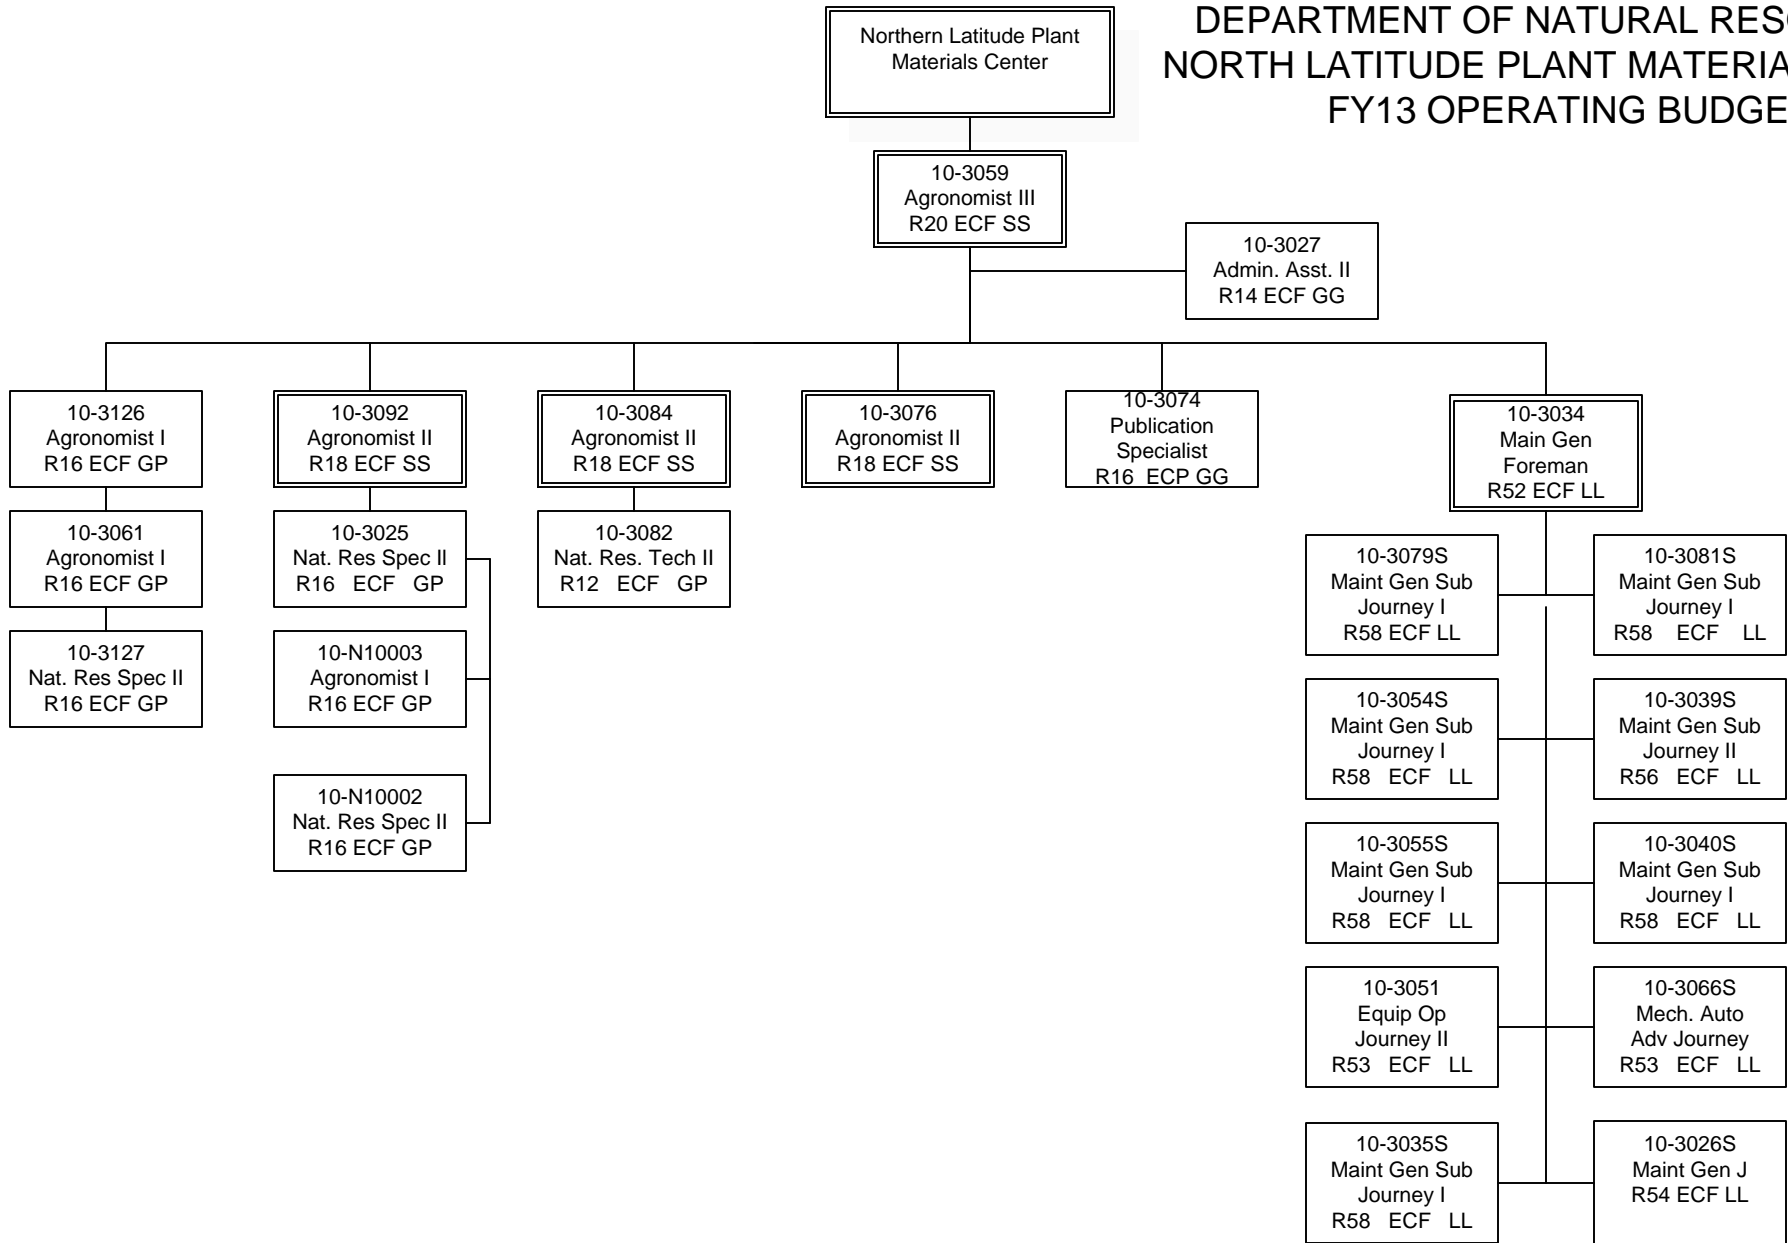 Northern Latitude Plant
Materials Center
DEPARTMENT OF NATURAL
NORTH LATITUDE PLANT
FY13 OPERATING
10-3059
Agronomist III
R20 ECF SS
10-3027
Admin. Asst. II
R14 ECF GG
10-3126
Agronomist I
R16 ECF GP
10-3092
Agronomist II
R18 ECF SS
10-3084
Agronomist II
R18 ECF SS
10-3076
Agronomist II
R18 ECF SS
10-3074
Publication
Specialist
R16 ECP GG
10-3034
Main Gen
Foreman
R52 ECF LL
10-3061
Agronomist I
R16 ECF GP
10-3025
Nat. Res Spec II
R16 ECF GP
10-3082
Nat. Res. Tech II
R12 ECF GP
10-3079S
Maint Gen Sub
Journey I
R58 ECF LL
10-3081S
Maint Gen Sub
Journey I
R58 ECF LL
10-3127
Nat. Res Spec II
R16 ECF GP
10-N10003
Agronomist I
R16 ECF GP
10-3054S
Maint Gen Sub
Journey I
R58 ECF LL
10-3039S
Maint Gen Sub
Journey II
R56 ECF LL
10-N10002
Nat. Res Spec II
R16 ECF GP
10-3055S
Maint Gen Sub
Journey I
R58 ECF LL
10-3040S
Maint Gen Sub
Journey I
R58 ECF LL
10-3051
Equip Op
Journey II
R53 ECF LL
10-3066S
Mech. Auto
Adv Journey
R53 ECF LL
10-3035S
Maint Gen Sub
Journey I
R58 ECF LL
10-3026S
Maint Gen J
R54 ECF LL